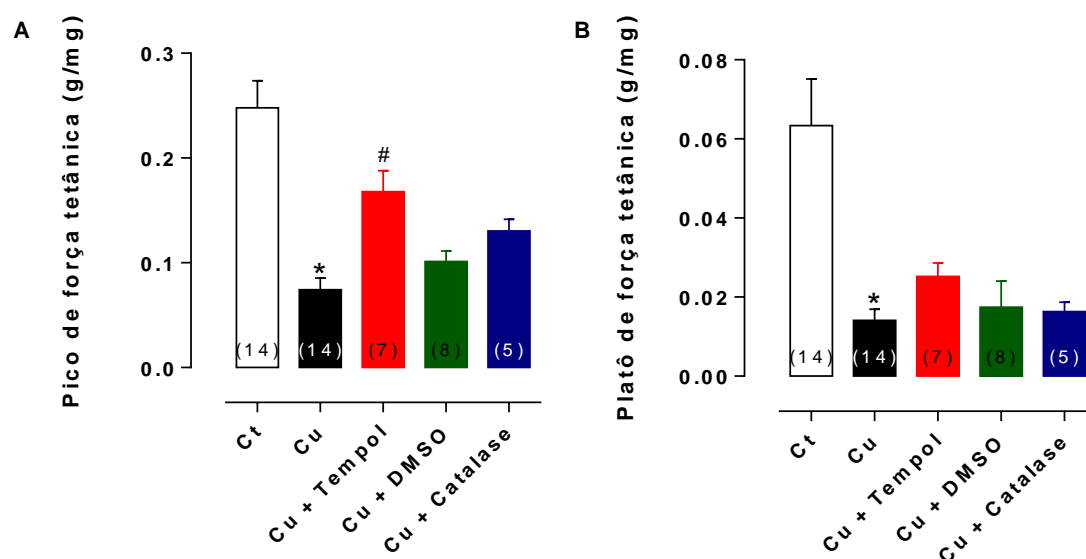 A
Pico de força tetânica (g/mg)
0.3
0.2
0.1
0.0
#
*
(14)
(14)
(7)
(8)
(5)
Ct
Cu
Cu + Tempol
Cu + DMSO
Cu + Catalase
B
Platô de força tetânica (g/mg)
0.08
0.06
0.04
0.02
0.00
*
(14)
(14)
(7)
(8)
(5)
Ct
Cu
Cu + Tempol
Cu + DMSO
Cu + Catalase